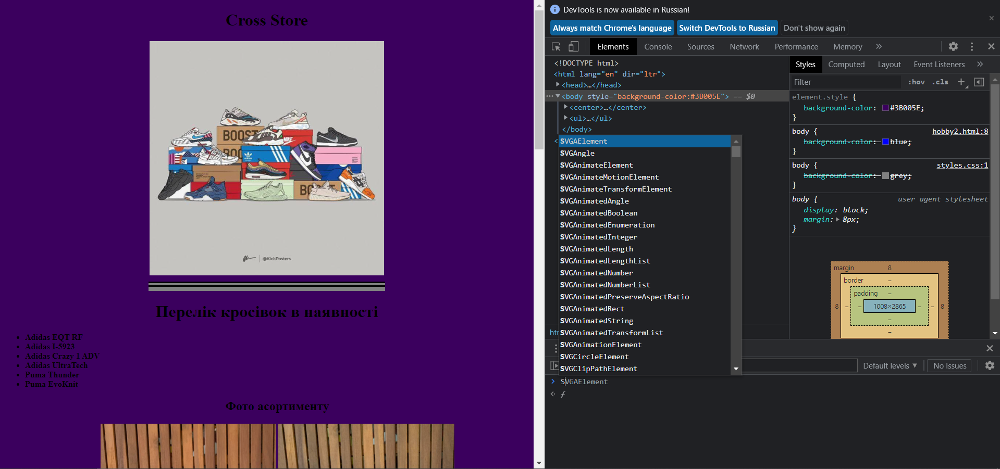 Cross Store
BOOST
NIKE
BO
adidas
BOOST
@KickPosters
Перелік кросівок в наявності
Adidas EQT RF
Adidas I-5923
Adidas Crazy 1 ADV
Adidas UltraTech
Puma Thunder
Puma EvoKnit
Фото асортименту
DevTools is now available in Russian!
Always match Chrome's language
Switch DevTools to Russian
Don't show again
Elements
Console
Sources
Network
Performance
Memory
<!DOCTYPE html>
<html lang="en" dir="ltr">
<head>…</head>
<body style="background-color:#3B005E"> == $0
<center>…</center>
<ul>…</ul>
</body>
<
SVGAElement
SVGAngle
SVGAnimateElement
SVGAnimateMotionElement
SVGAnimateTransformElement
SVGAnimatedAngle
SVGAnimatedBoolean
SVGAnimatedEnumeration
SVGAnimatedInteger
SVGAnimatedLength
SVGAnimatedLengthList
SVGAnimatedNumber
SVGAnimatedNumberList
SVGAnimatedPreserveAspectRatio
SVGAnimatedRect
SVGAnimatedString
SVGAnimatedTransformList
SVGAnimationElement
SVGCircleElement
SVGClipPathElement
htm
Styles
Computed
Layout
Event Listeners
Filter
:hov .cls
element.style {
background-color: #3B005E;
}
body {
hobby2.html:8
background-color: blue;
}
body {
styles.css:1
background-color: grey;
}
body {
user agent stylesheet
display: block;
margin: 8px;
}
margin 8
border –
padding –
8 – – 1008×2865 – – 8
–
–
Default levels ▼
No Issues
SVGAElement
ƒ